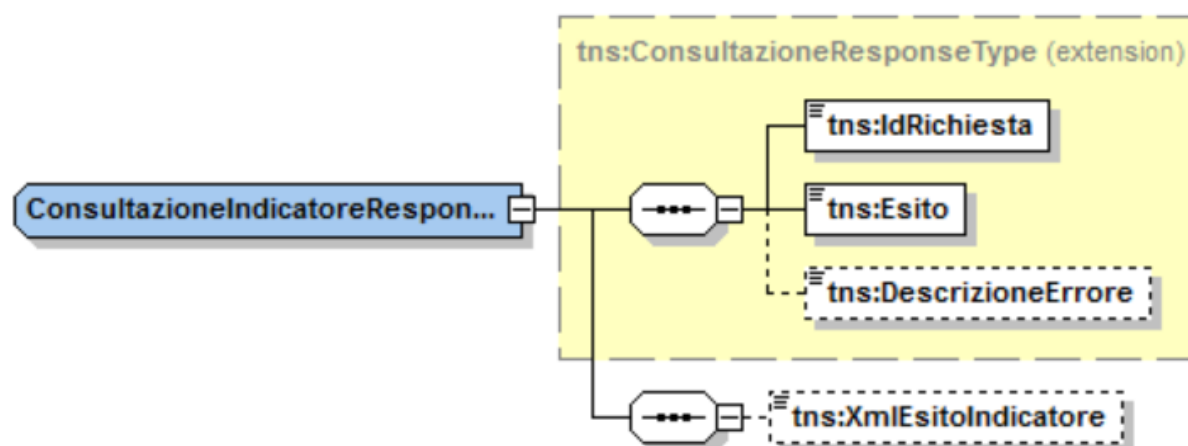 tns:ConsultazioneResponseType (extension)
tns:IdRichiesta
ConsultazioneIndicatoreRespon...
tns:Esito
tns:DescrizioneErrore
tns:XmlEsitoIndicatore